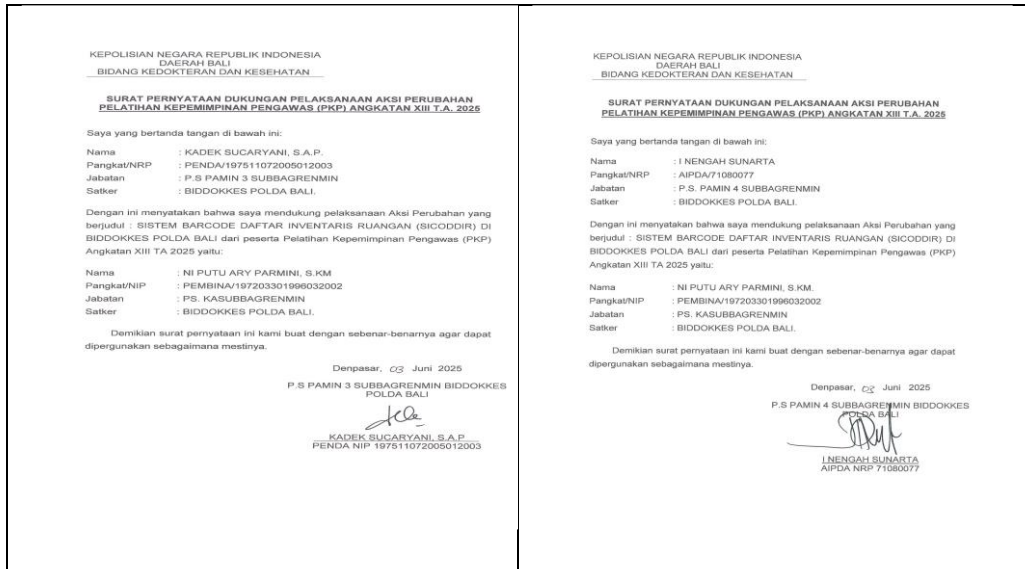 KEPOLISIAN NEGARA REPUBLIK INDONESIA
DAERAH BALI
BIDANG KEDOKTERAN DAN KESEHATAN
SURAT PERNYATAAN DUKUNGAN PELAKSANAAN AKSI PERUBAHAN
PELATIHAN KEPEMIMPINAN PENGAWAS (PKP) ANGKATAN XIII T.A. 2025
Saya yang bertanda tangan di bawah ini:
Nama : KADEK SUCARYANI, S.A.P.
Pangkat/NRP : PENDA/197511072005012003
Jabatan : P.S PAMIN 3 SUBBAGRENMIN
Satker : BIDDOKKES POLDA BALI.
Dengan ini menyatakan bahwa saya mendukung pelaksanaan Aksi Perubahan yang
berjudul : SISTEM BARCODE DAFTAR INVENTARIS RUANGAN (SICODDIR) DI
BIDDOKKES POLDA BALI dari peserta Pelatihan Kepemimpinan Pengawas (PKP)
Angkatan XIII TA 2025 yaitu:
Nama : NI PUTU ARY PARMINI, S.KM
Pangkat/NIP : PEMBINA/197203301996032002
Jabatan : PS. KASUBBAGRENMIN
Satker : BIDDOKKES POLDA BALI.
Demikian surat pernyataan ini kami buat dengan sebenar-benarnya agar dapat
dipergunakan sebagaimana mestinya.
Denpasar, 03 Juni 2025
P.S PAMIN 3 SUBBAGRENMIN BIDDOKKES
POLDA BALI
KADEK SUCARYANI, S.A.P
PENDA NIP 197511072005012003
KEPOLISIAN NEGARA REPUBLIK INDONESIA
DAERAH BALI
BIDANG KEDOKTERAN DAN KESEHATAN
SURAT PERNYATAAN DUKUNGAN PELAKSANAAN AKSI PERUBAHAN
PELATIHAN KEPEMIMPINAN PENGAWAS (PKP) ANGKATAN XIII T.A. 2025
Saya yang bertanda tangan di bawah ini:
Nama : I NENGAH SUNARTA
Pangkat/NRP : AIPDA/71080077
Jabatan : P.S. PAMIN 4 SUBBAGRENMIN
Satker : BIDDOKKES POLDA BALI.
Dengan ini menyatakan bahwa saya mendukung pelaksanaan Aksi Perubahan yang
berjudul : SISTEM BARCODE DAFTAR INVENTARIS RUANGAN (SICODDIR) DI
BIDDOKKES POLDA BALI dari peserta Pelatihan Kepemimpinan Pengawas (PKP)
Angkatan XIII TA 2025 yaitu:
Nama : NI PUTU ARY PARMINI, S.KM.
Pangkat/NIP : PEMBINA/197203301996032002
Jabatan : PS. KASUBBAGRENMIN
Satker : BIDDOKKES POLDA BALI.
Demikian surat pernyataan ini kami buat dengan sebenar-benarnya agar dapat
dipergunakan sebagaimana mestinya.
Denpasar, 03 Juni 2025
P.S PAMIN 4 SUBBAGRENMIN BIDDOKKES
POLDA BALI
I NENGAH SUNARTA
AIPDA NRP 71080077